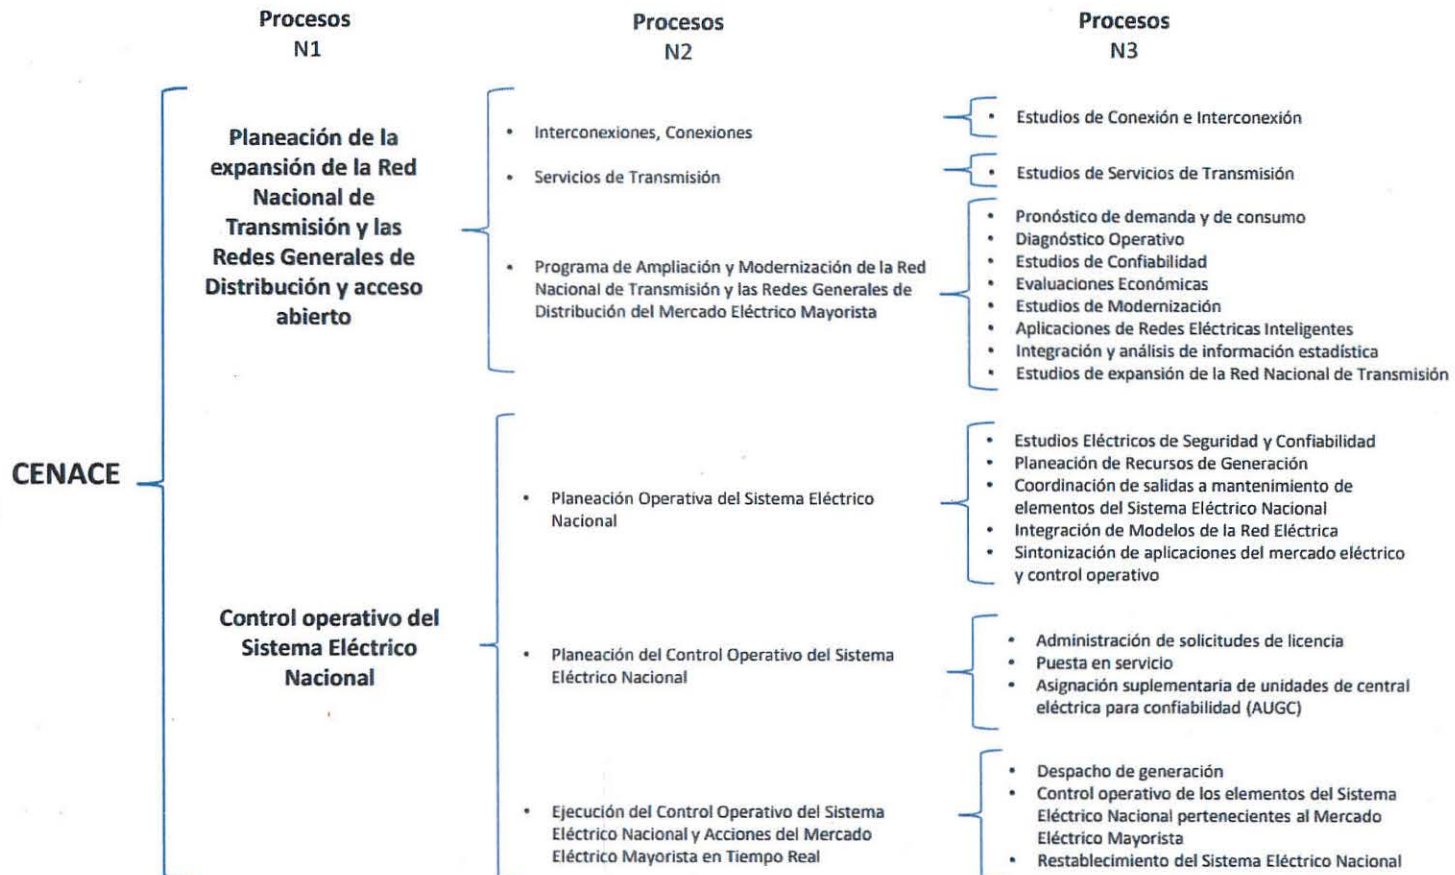 Procesos
N1
Procesos
N2
Procesos
N3
CENACE
Planeación de la
expansión de la Red
Nacional de
Transmisión y las
Redes Generales de
Distribución y acceso
abierto
• Interconexiones, Conexiones
• Estudios de Conexión e Interconexión
• Servicios de Transmisión
• Estudios de Servicios de Transmisión
• Programa de Ampliación y Modernización de la Red
Nacional de Transmisión y las Redes Generales de
Distribución del Mercado Eléctrico Mayorista
• Pronóstico de demanda y de consumo
• Diagnóstico Operativo
• Estudios de Confiabilidad
• Evaluaciones Económicas
• Estudios de Modernización
• Aplicaciones de Redes Eléctricas Inteligentes
• Integración y análisis de información estadística
• Estudios de expansión de la Red Nacional de Transmisión
Control operativo del
Sistema Eléctrico
Nacional
• Planeación Operativa del Sistema Eléctrico
Nacional
• Estudios Eléctricos de Seguridad y Confiabilidad
• Planeación de Recursos de Generación
• Coordinación de salidas a mantenimiento de
elementos del Sistema Eléctrico Nacional
• Integración de Modelos de la Red Eléctrica
• Sintonización de aplicaciones del mercado eléctrico
y control operativo
• Planeación del Control Operativo del Sistema
Eléctrico Nacional
• Administración de solicitudes de licencia
• Puesta en servicio
• Asignación suplementaria de unidades de central
eléctrica para confiabilidad (AUGC)
• Ejecución del Control Operativo del Sistema
Eléctrico Nacional y Acciones del Mercado
Eléctrico Mayorista en Tiempo Real
• Despacho de generación
• Control operativo de los elementos del Sistema
Eléctrico Nacional pertenecientes al Mercado
Eléctrico Mayorista
• Restablecimiento del Sistema Eléctrico Nacional